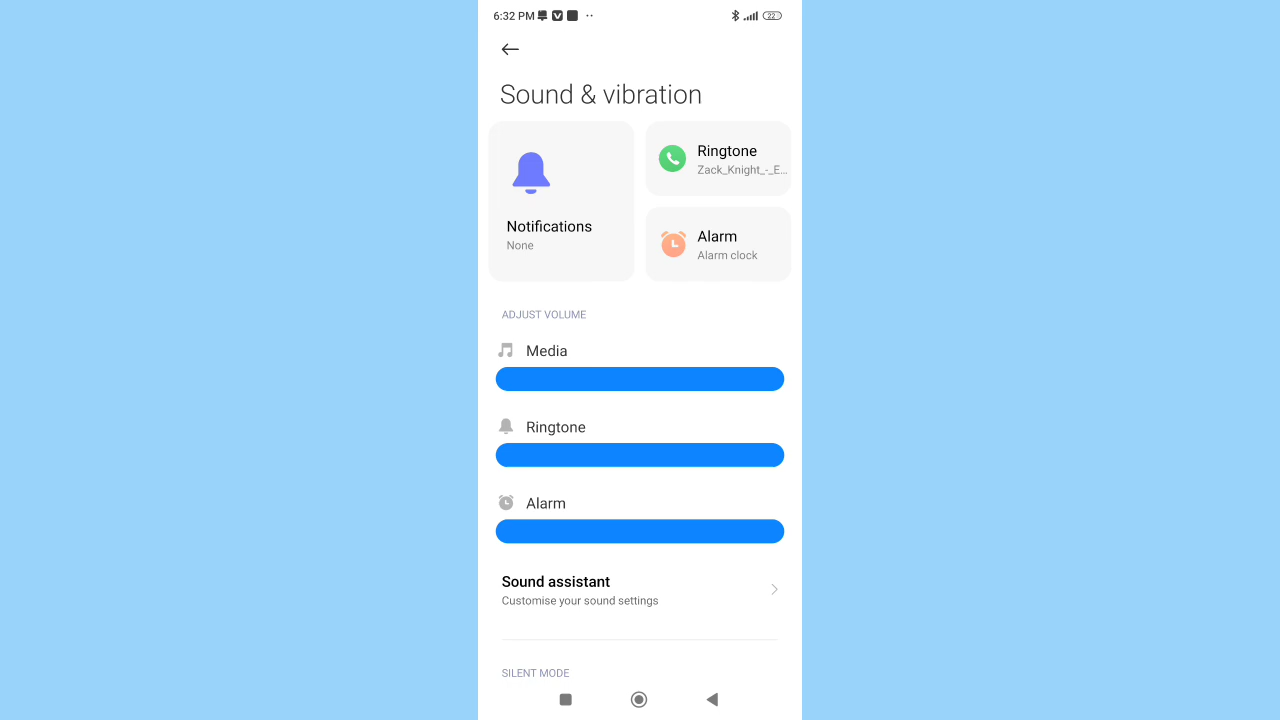 6:32 PM
22
Sound & vibration
Notifications
None
Ringtone
Zack_Knight_-_E...
Alarm
Alarm clock
ADJUST VOLUME
Media
Ringtone
Alarm
Sound assistant
Customise your sound settings
SILENT MODE